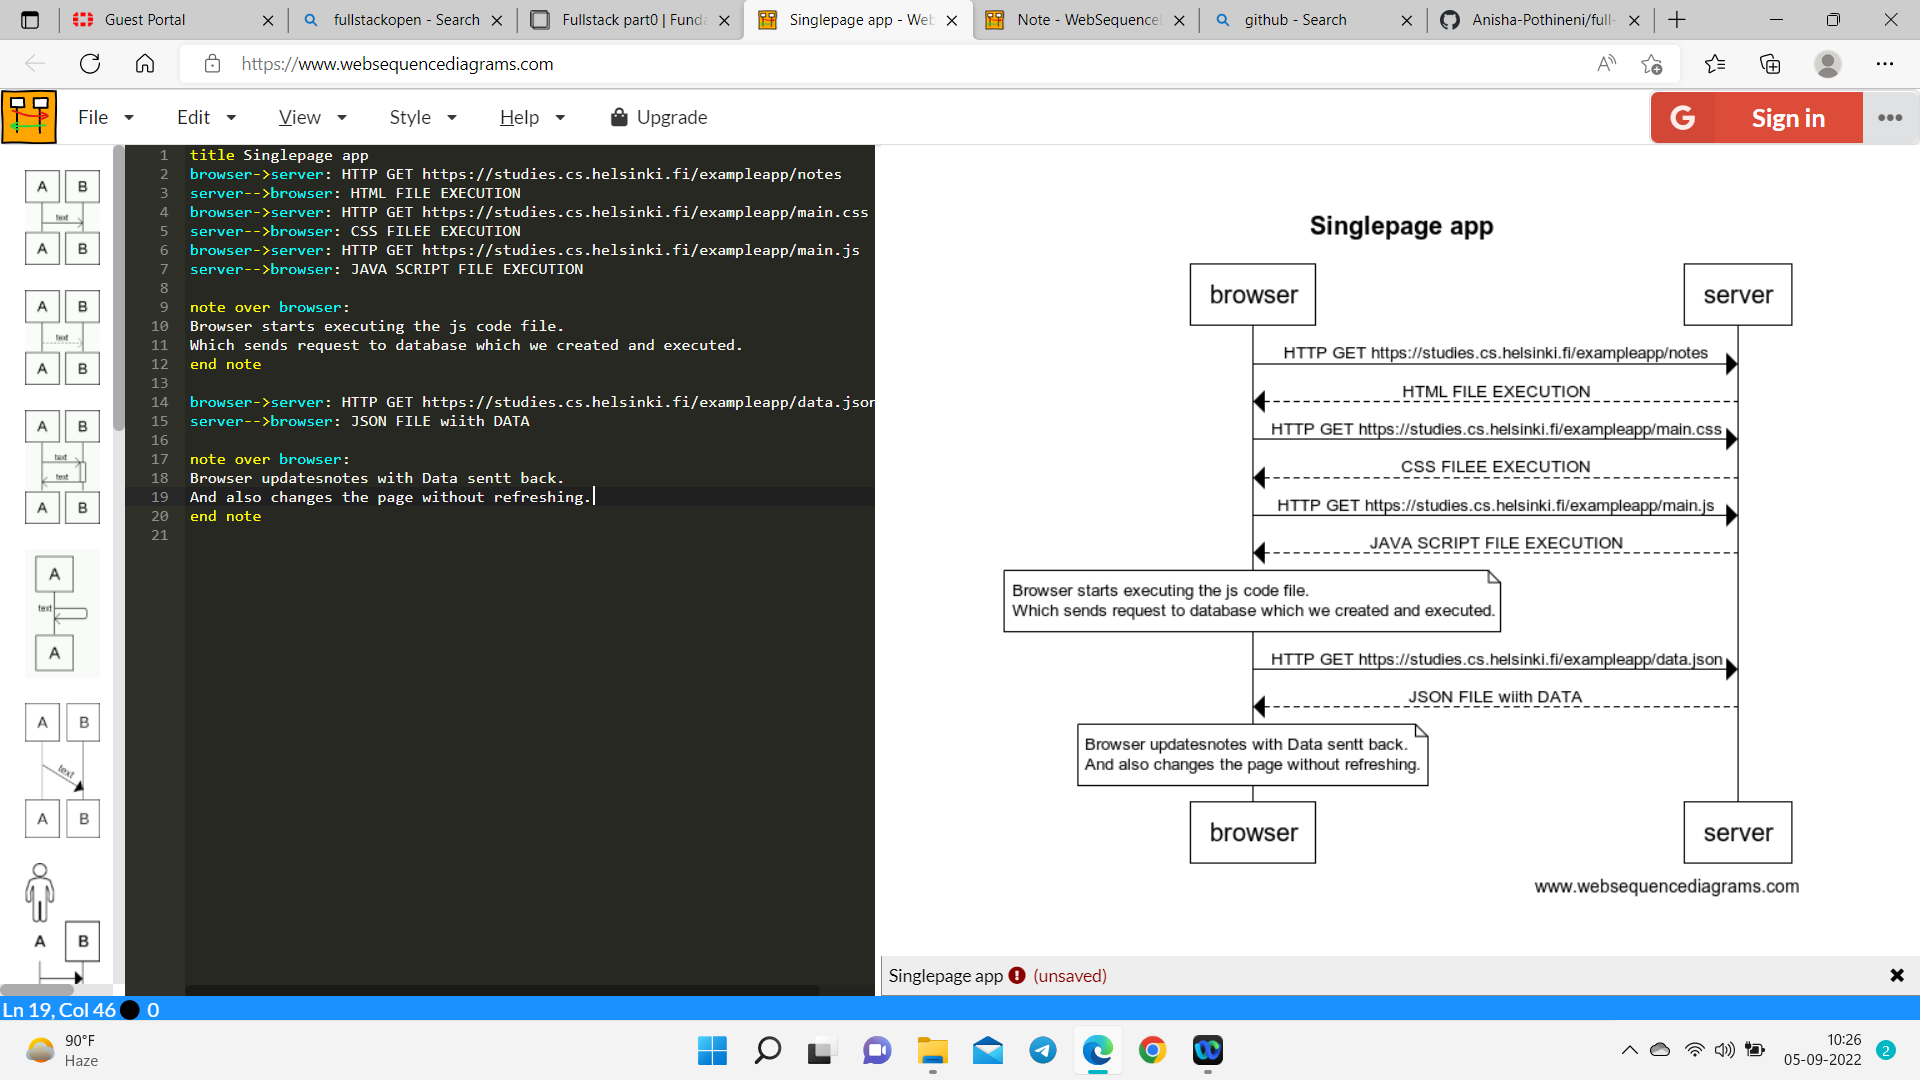 Guest Portal
fullstackopen - Search
Fullstack part0 | Funda
Singlepage app - Web
Note - WebSequence
github - Search
Anisha-Pothineni/full-
https://www.websequencediagrams.com
File
Edit
View
Style
Help
Upgrade
G
Sign in
A B
text
A B
A B
text
A B
A B
text
text
A B
A
text
A
A B
text
A B
A B
1 title Singlepage app
2 browser->server: HTTP GET https://studies.cs.helsinki.fi/exampleapp/notes
3 server-->browser: HTML FILE EXECUTION
4 browser->server: HTTP GET https://studies.cs.helsinki.fi/exampleapp/main.css
5 server-->browser: CSS FILEE EXECUTION
6 browser->server: HTTP GET https://studies.cs.helsinki.fi/exampleapp/main.js
7 server-->browser: JAVA SCRIPT FILE EXECUTION
8
9 note over browser:
10 Browser starts executing the js code file.
11 Which sends request to database which we created and executed.
12 end note
13
14 browser->server: HTTP GET https://studies.cs.helsinki.fi/exampleapp/data.json
15 server-->browser: JSON FILE wiith DATA
16
17 note over browser:
18 Browser updatesnotes with Data sentt back.
19 And also changes the page without refreshing.
20 end note
21
Singlepage app
browser
server
HTTP GET https://studies.cs.helsinki.fi/exampleapp/notes
HTML FILE EXECUTION
HTTP GET https://studies.cs.helsinki.fi/exampleapp/main.css
CSS FILEE EXECUTION
HTTP GET https://studies.cs.helsinki.fi/exampleapp/main.js
JAVA SCRIPT FILE EXECUTION
Browser starts executing the js code file.
Which sends request to database which we created and executed.
HTTP GET https://studies.cs.helsinki.fi/exampleapp/data.json
JSON FILE wiith DATA
Browser updatesnotes with Data sentt back.
And also changes the page without refreshing.
browser
server
www.websequencediagrams.com
Singlepage app (unsaved)
Ln 19, Col 46 0
90°F
Haze
10:26
05-09-2022
2